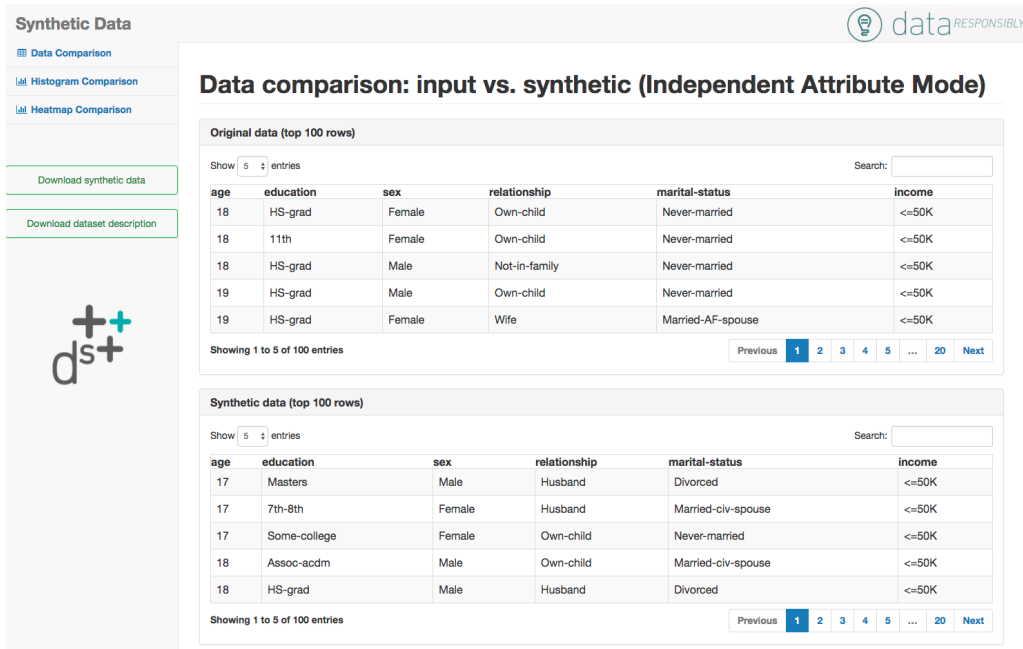 Synthetic Data
data RESPONSIBLY
Data Comparison
Histogram Comparison
Heatmap Comparison
Download synthetic data
Download dataset description
ds++
Data comparison: input vs. synthetic (Independent Attribute Mode)
Original data (top 100 rows)
Show 5 entries Search:
age education sex relationship marital-status income
18 HS-grad Female Own-child Never-married <=50K
18 11th Female Own-child Never-married <=50K
18 HS-grad Male Not-in-family Never-married <=50K
19 HS-grad Male Own-child Never-married <=50K
19 HS-grad Female Wife Married-AF-spouse <=50K
Showing 1 to 5 of 100 entries Previous 1 2 3 4 5 ... 20 Next
Synthetic data (top 100 rows)
Show 5 entries Search:
age education sex relationship marital-status income
17 Masters Male Husband Divorced <=50K
17 7th-8th Female Husband Married-civ-spouse <=50K
17 Some-college Female Own-child Never-married <=50K
18 Assoc-acdm Male Own-child Married-civ-spouse <=50K
18 HS-grad Male Husband Divorced <=50K
Showing 1 to 5 of 100 entries Previous 1 2 3 4 5 ... 20 Next